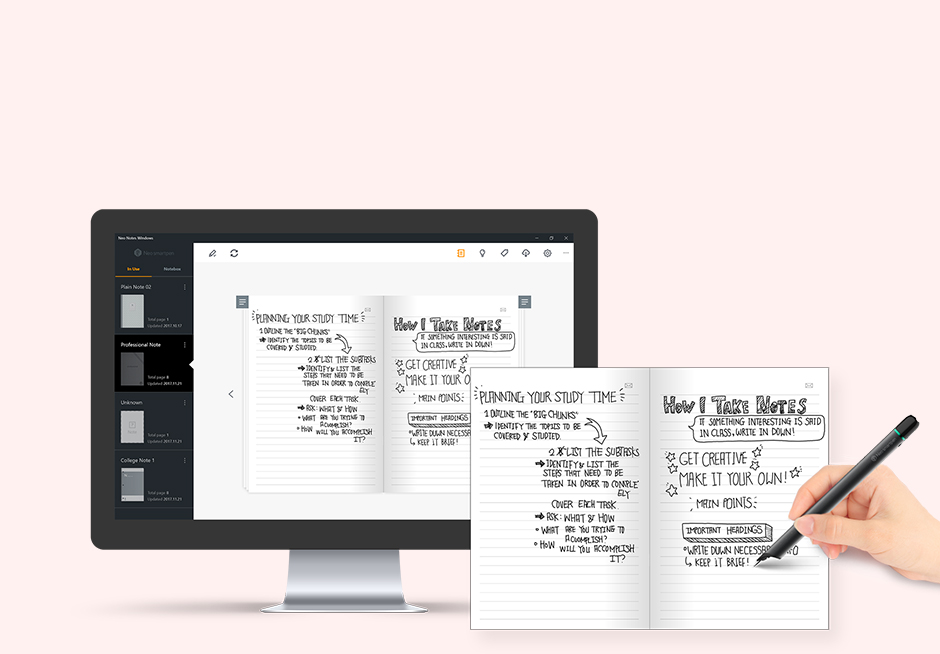 Neo Notes Windows
In Use
Notebox
Plain Note 02
Total page 1
Updated 2017.10.17
Professional Note
Total page 8
Updated 2017.11.21
Unknown
Total page 1
Updated 2017.11.21
College Note 1
Total page 8
Updated 2017.11.21
PLANNING YOUR STUDY TIME
1 OUTLINE THE "BIG CHUNKS"
IDENTIFY THE TOPICS TO BE
COVERED & STUDIED.
2 LIST THE SUBTASKS
IDENTIFY & LIST THE
STEPS THAT NEED TO BE
TAKEN IN ORDER TO COMPLE
ELY
COVER EACH TASK
ASK: WHAT & HOW
WHAT ARE YOU TRYING TO
ACCOMPLISH?
HOW WILL YOU ACCOMPLISH
IT?
HOW I TAKE NOTES
IF SOMETHING INTERESTING IS SAID
IN CLASS, WRITE IN DOWN!
GET CREATIVE
MAKE IT YOUR O
MAIN POINTS:
IMPORTANT HEADINGS
WRITE DOWN NECESS
KEEP IT BRIEF!
PLANNING YOUR STUDY TIME
1 OUTLINE THE "BIG CHUNKS"
IDENTIFY THE TOPICS TO BE
COVERED & STUDIED.
2 LIST THE SUBTASKS
IDENTIFY & LIST THE
STEPS THAT NEED TO BE
TAKEN IN ORDER TO COMPLE
ELY
COVER EACH TASK
ASK: WHAT & HOW
WHAT ARE YOU TRYING TO
ACCOMPLISH?
HOW WILL YOU ACCOMPLISH
IT?
HOW I TAKE NOTES
IF SOMETHING INTERESTING IS SAID
IN CLASS, WRITE IN DOWN!
GET CREATIVE
MAKE IT YOUR OWN!
MAIN POINTS:
IMPORTANT HEADINGS
WRITE DOWN NECESSA FO
KEEP IT BRIEF!